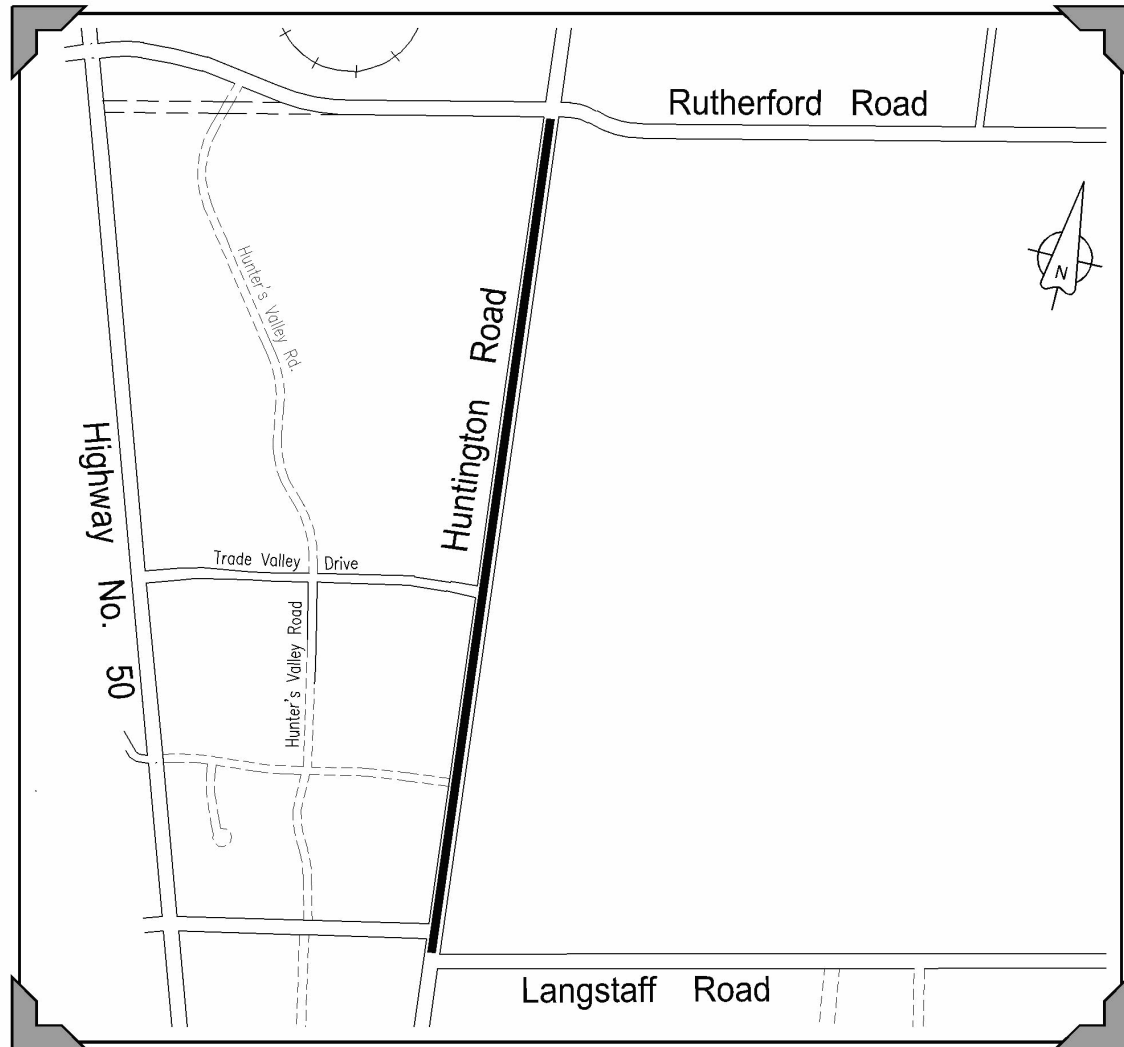 Rutherford Road
N
Hunter's Valley Rd.
Huntington Road
Highway No. 50
Trade Valley Drive
Hunter's Valley Road
Langstaff Road